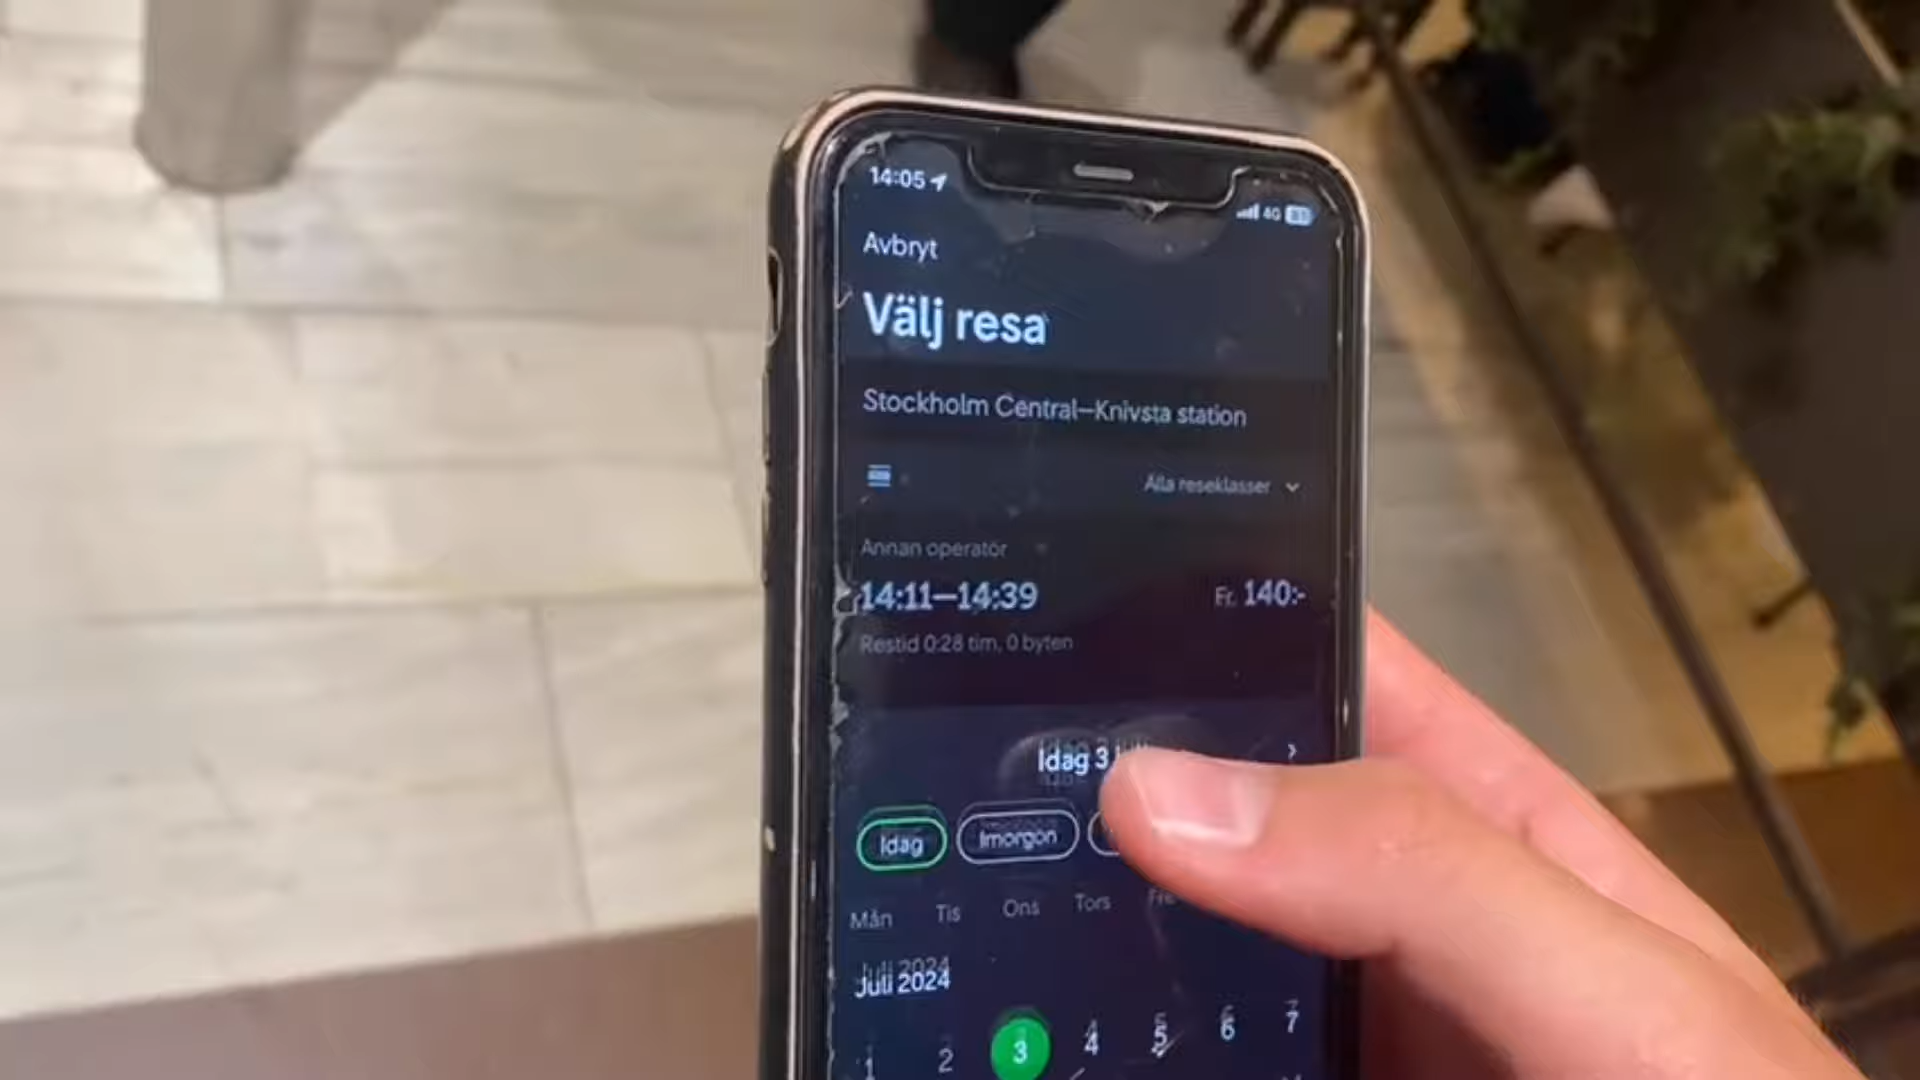 14:05
4G
Avbryt
Välj resa
Stockholm Central–Knivsta station
Alla reseklasser
Annan operatör
14:11–14:39
Fr. 140:-
Restid 0:28 tim, 0 byten
Idag 3
Idag
Imorgon
Mån Tis Ons Tors Fre
Juli 2024
1 2 3 4 5 6 7